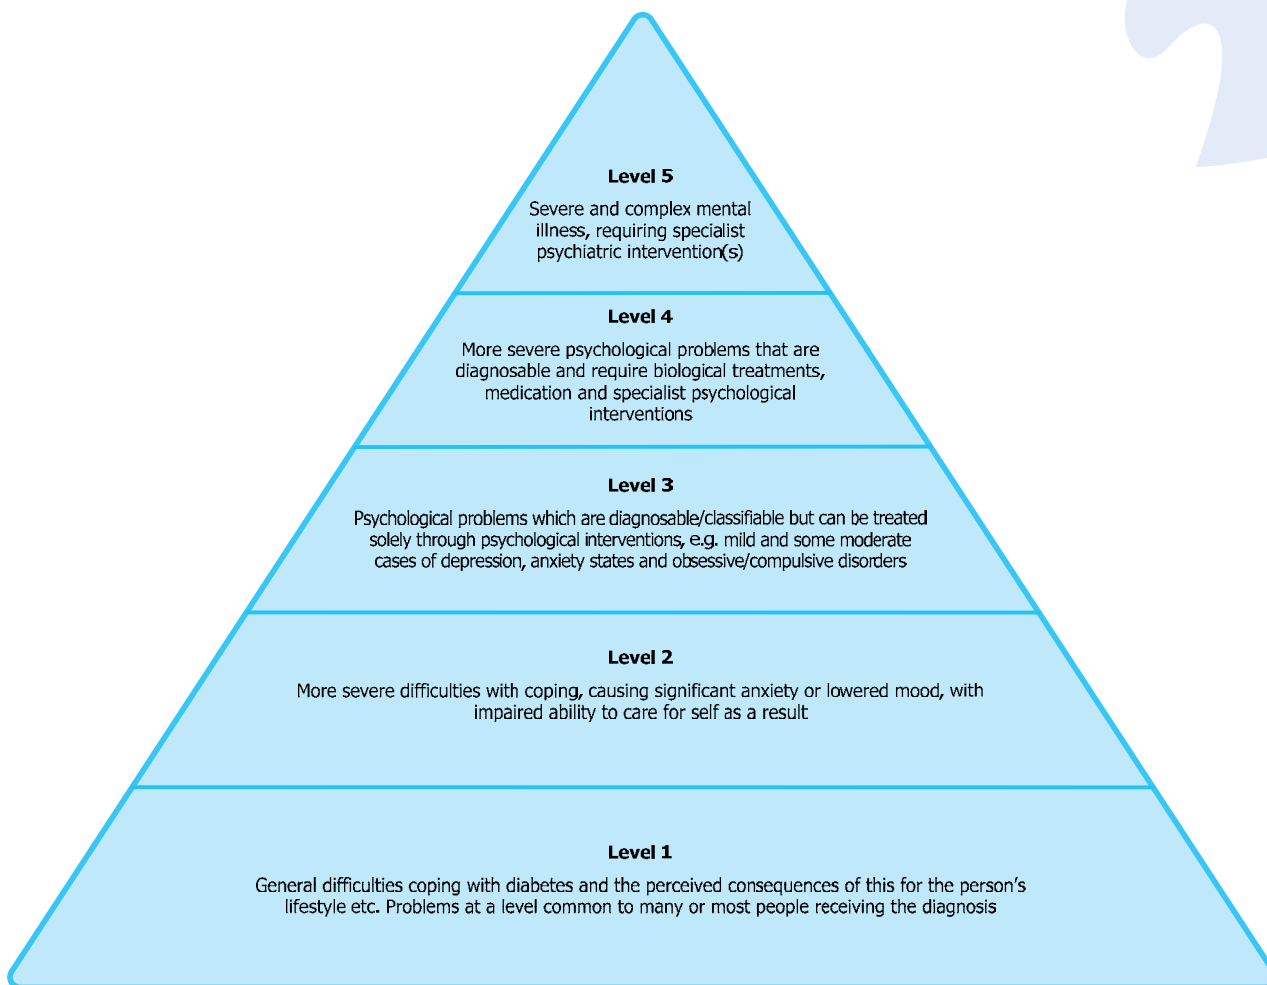 Level 5
Severe and complex mental
illness, requiring specialist
psychiatric intervention(s)
Level 4
More severe psychological problems that are
diagnosable and require biological treatments,
medication and specialist psychological
interventions
Level 3
Psychological problems which are diagnosable/classifiable but can be treated
solely through psychological interventions, e.g. mild and some moderate
cases of depression, anxiety states and obsessive/compulsive disorders
Level 2
More severe difficulties with coping, causing significant anxiety or lowered mood, with
impaired ability to care for self as a result
Level 1
General difficulties coping with diabetes and the perceived consequences of this for the person's
lifestyle etc. Problems at a level common to many or most people receiving the diagnosis